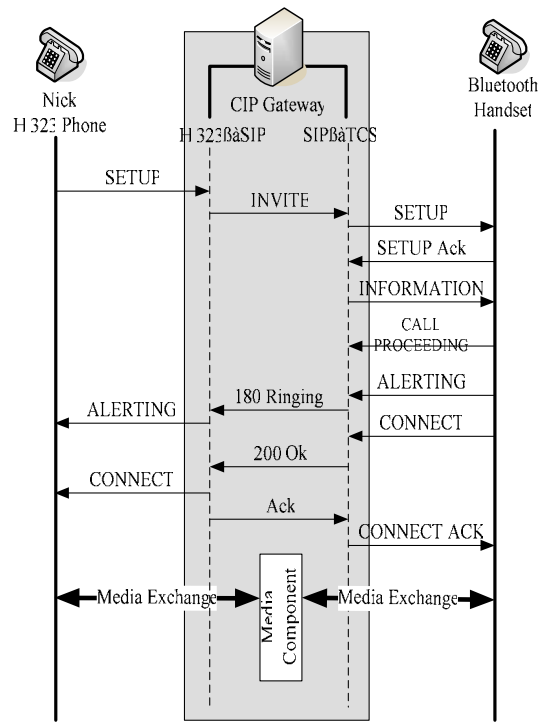 Nick
H 323 Phone
CIP Gateway
Bluetooth
Handset
H 323ßàSIP
SIPßàTCS
SETUP
INVITE
SETUP
SETUP Ack
INFORMATION
CALL
PROCEEDING
ALERTING
180 Ringing
ALERTING
CONNECT
200 Ok
CONNECT
Ack
CONNECT ACK
Media Exchange
Media
Component
Media Exchange